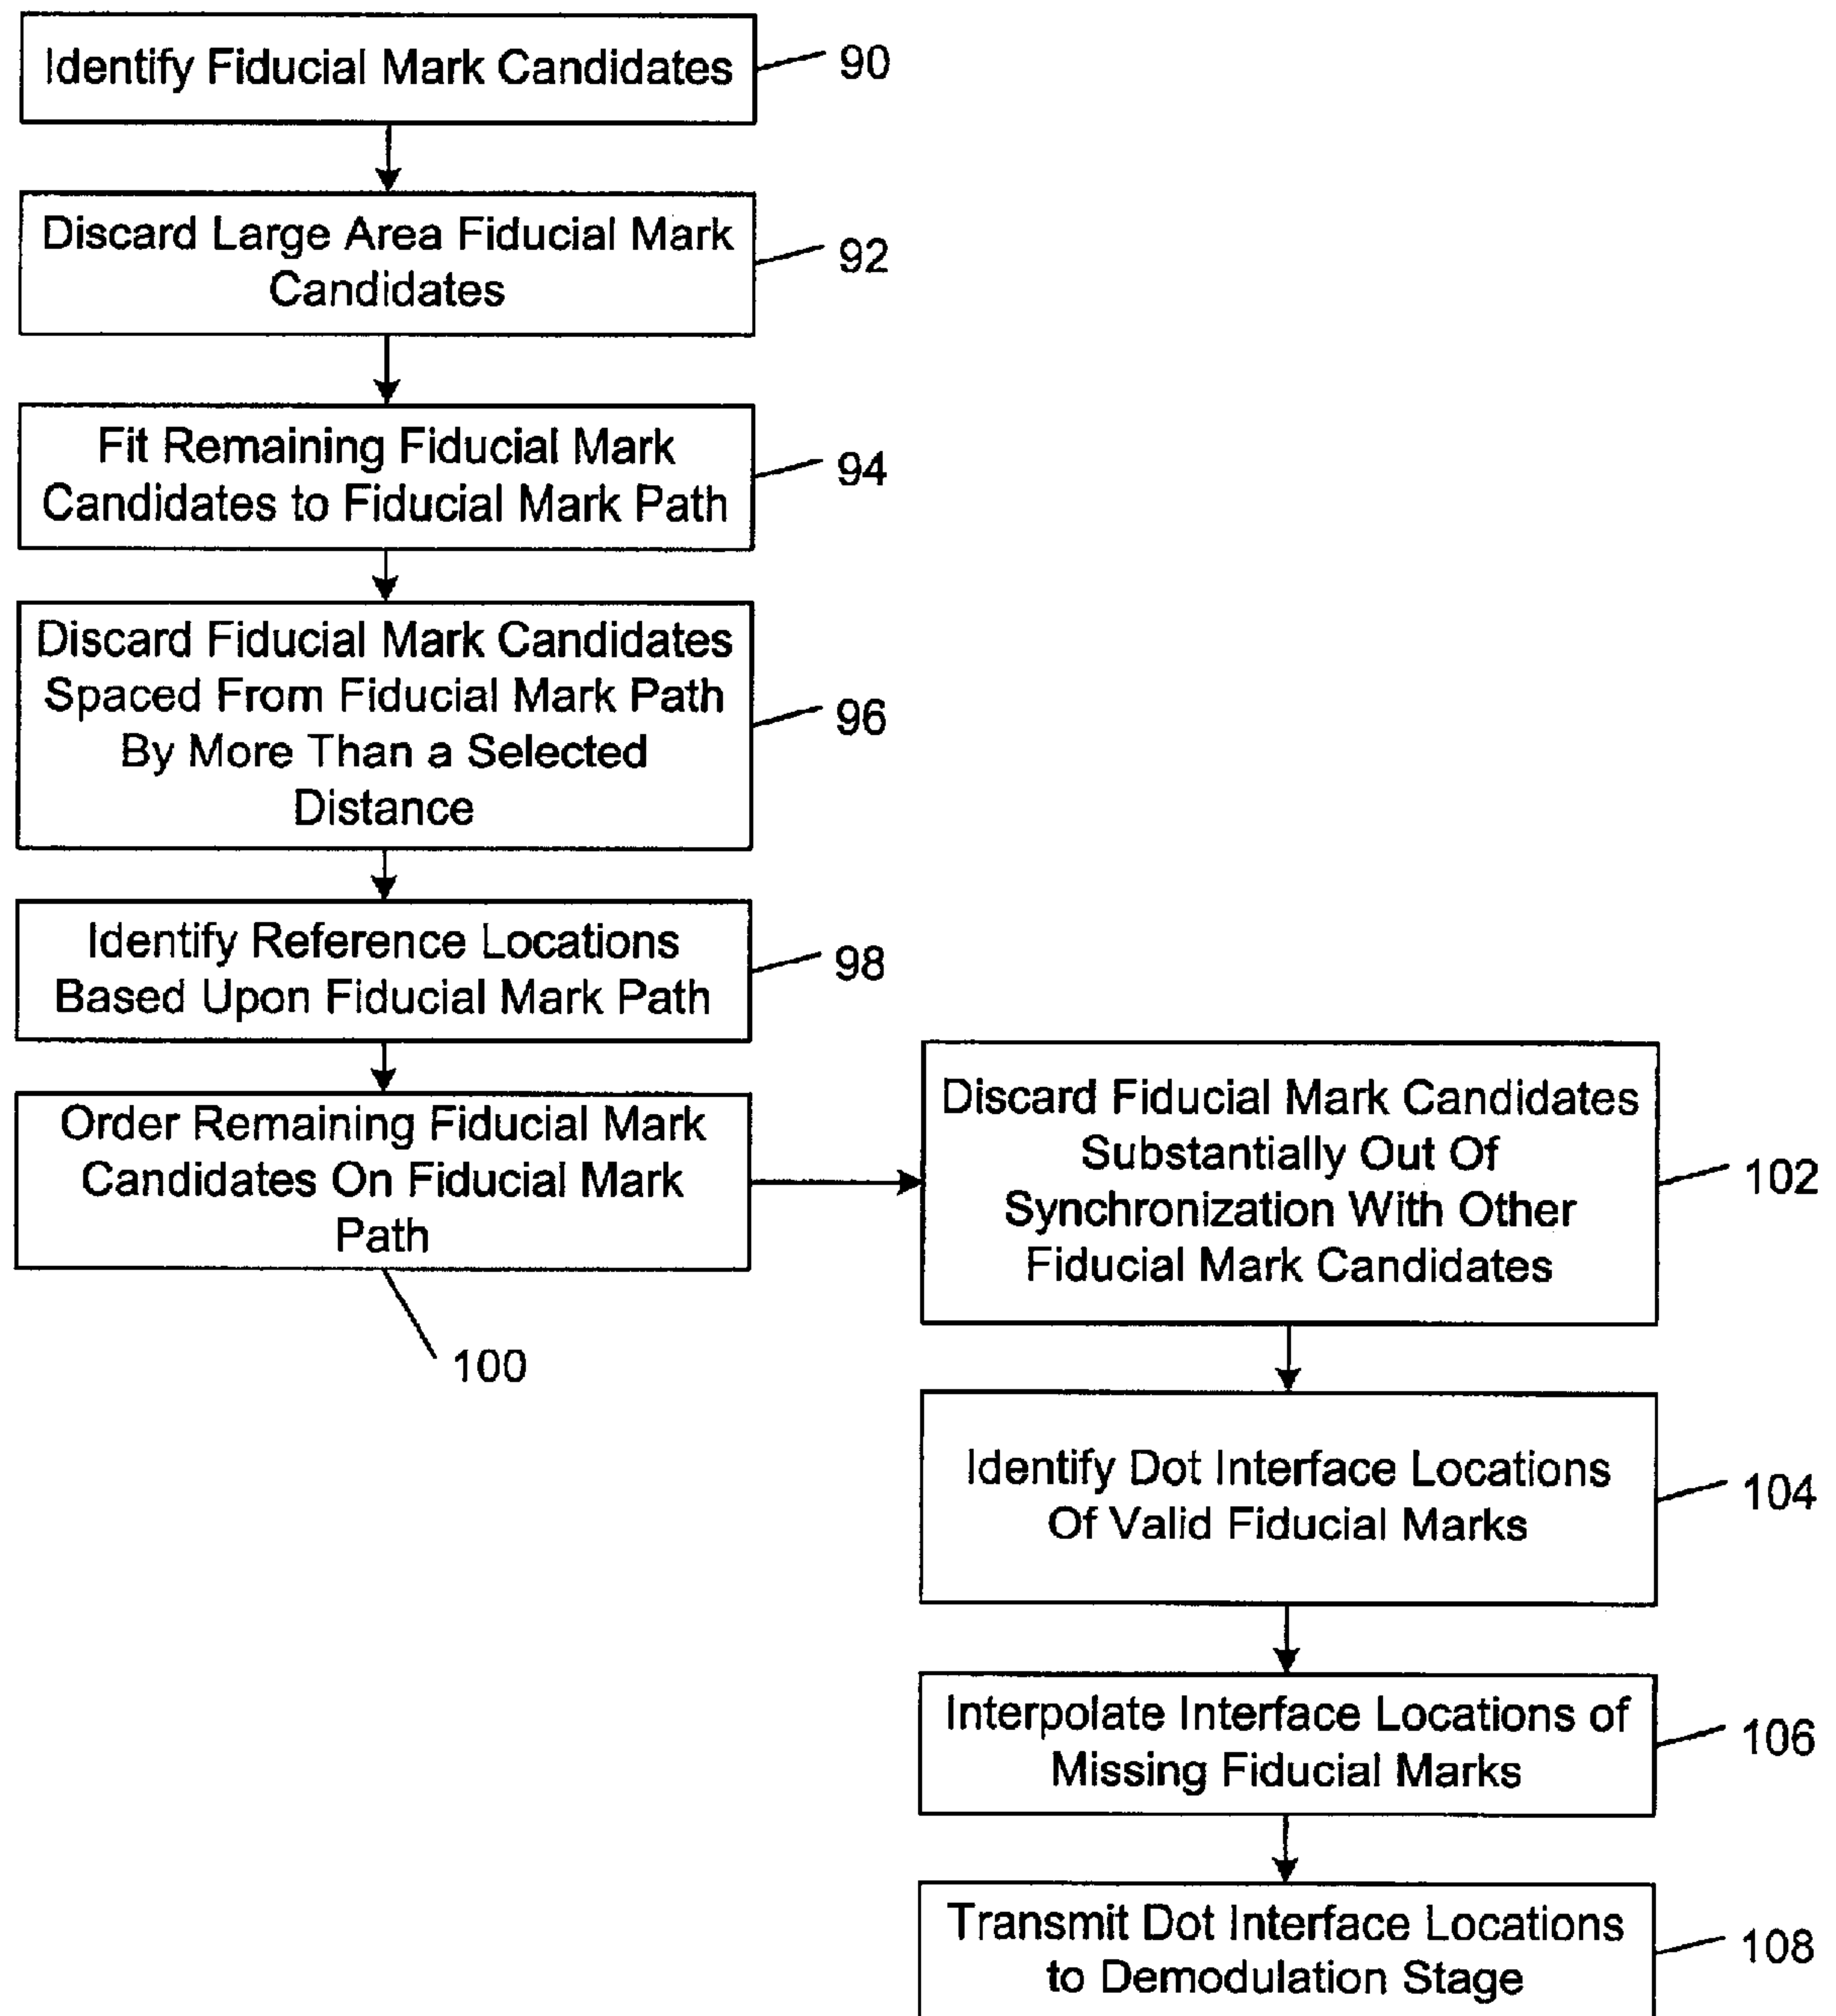 Identify Fiducial Mark Candidates
90
Discard Large Area Fiducial Mark
Candidates
92
Fit Remaining Fiducial Mark
Candidates to Fiducial Mark Path
94
Discard Fiducial Mark Candidates
Spaced From Fiducial Mark Path
By More Than a Selected
Distance
96
Identify Reference Locations
Based Upon Fiducial Mark Path
98
Order Remaining Fiducial Mark
Candidates On Fiducial Mark
Path
100
Discard Fiducial Mark Candidates
Substantially Out Of
Synchronization With Other
Fiducial Mark Candidates
102
Identify Dot Interface Locations
Of Valid Fiducial Marks
104
Interpolate Interface Locations of
Missing Fiducial Marks
106
Transmit Dot Interface Locations
to Demodulation Stage
108